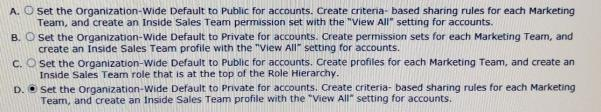 A. Set the Organization-Wide Default to Public for accounts. Create criteria- based sharing rules for each Marketing
Team, and create an Inside Sales Team permission set with the "View All" setting for accounts.
B. Set the Organization-Wide Default to Private for accounts. Create permission sets for each Marketing Team, and
create an Inside Sales Team profile with the "View All" setting for accounts.
C. Set the Organization-Wide Default to Public for accounts. Create profiles for each Marketing Team, and create an
Inside Sales Team role that is at the top of the Role Hierarchy.
D. Set the Organization-Wide Default to Private for accounts. Create criteria- based sharing rules for each Marketing
Team, and create an Inside Sales Team profile with the "View All" setting for accounts.